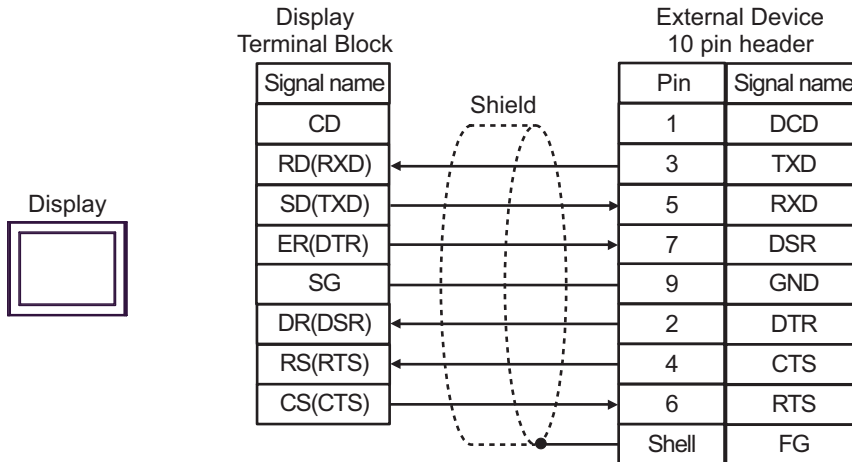 Display
Terminal Block
External Device
10 pin header
Signal name
Shield
Pin
Signal name
CD
1
DCD
RD(RXD)
3
TXD
Display
SD(TXD)
5
RXD
ER(DTR)
7
DSR
SG
9
GND
DR(DSR)
2
DTR
RS(RTS)
4
CTS
CS(CTS)
6
RTS
Shell
FG